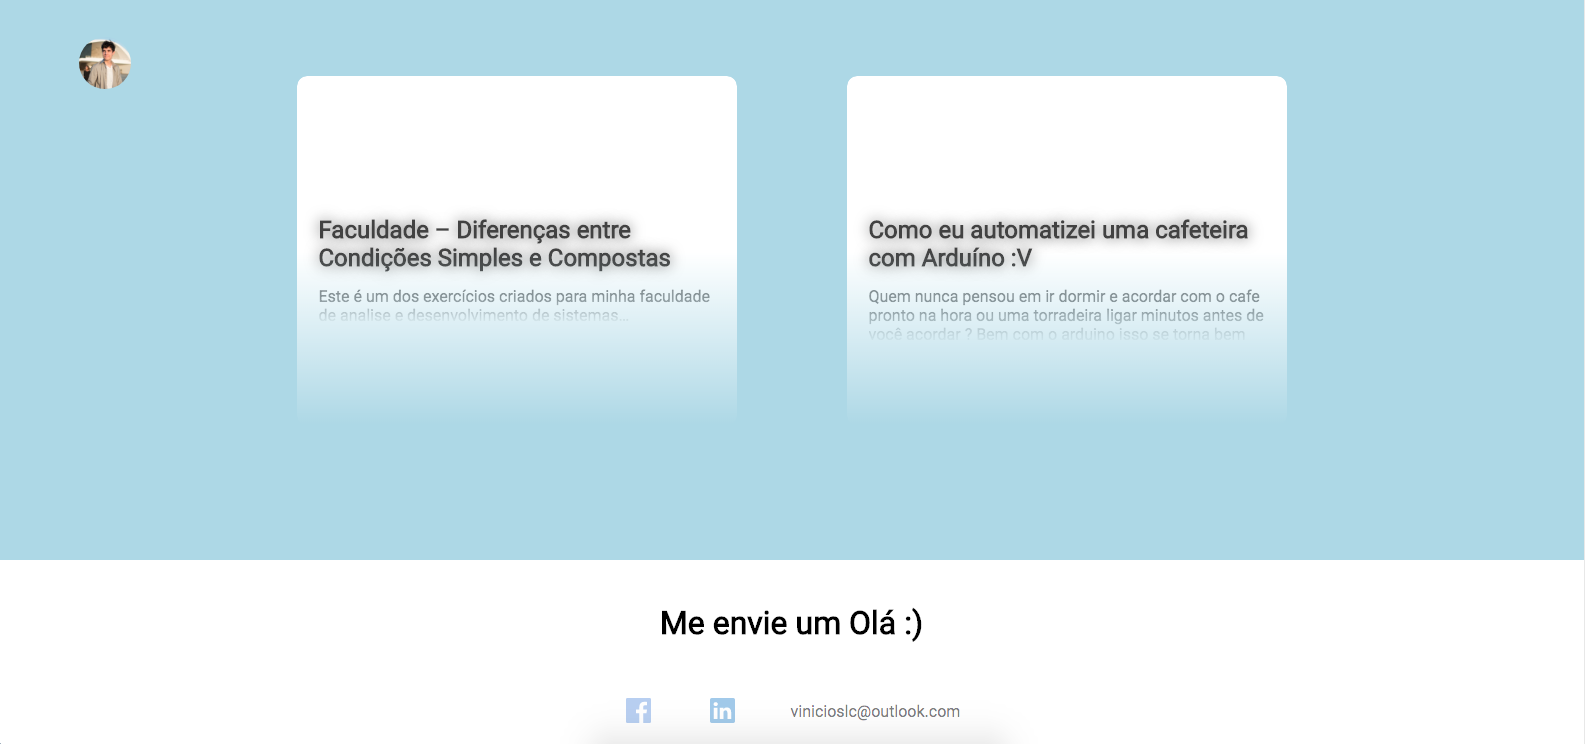 Faculdade – Diferenças entre
Condições Simples e Compostas
Este é um dos exercícios criados para minha faculdade
de analise e desenvolvimento de sistemas...
Como eu automatizei uma cafeteira
com Arduíno :V
Quem nunca pensou em ir dormir e acordar com o cafe
pronto na hora ou uma torradeira ligar minutos antes de
você acordar ? Bem com o arduino isso se torna bem
Me envie um Olá :)
f in vinicioslc@outlook.com